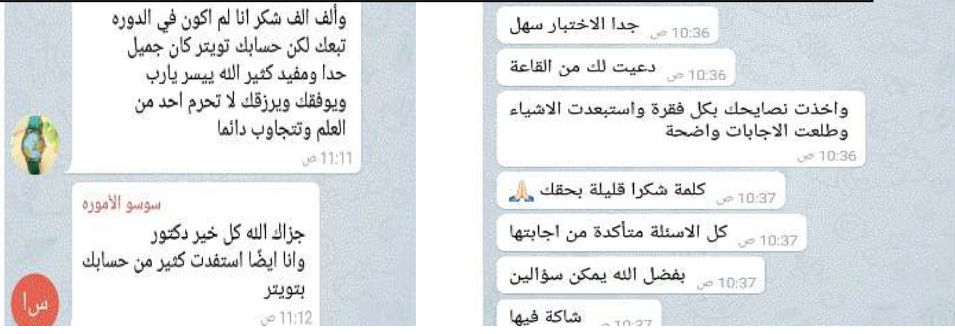 جدا الاختبار سهل
10:36 ص
دعيت لك من القاعة
10:36 ص
واخذت نصايحك بكل فقرة واستبعدت الاشياء
وطلعت الاجابات واضحة
10:36 ص
كلمة شكرا قليلة بحقك 🙏🏻
10:37 ص
كل الاسئلة متأكدة من اجابتها
10:37 ص
بفضل الله يمكن سؤالين
10:37 ص
شاكة فيها
10:37 ص
وألف الف شكر انا لم اكون في الدوره
تبعك لكن حسابك تويتر كان جميل
حدا ومفيد كثير الله ييسر يارب
ويوفقك ويرزقك لا تحرم احد من
العلم وتتجاوب دائما
11:11 ص
سوسو الأموره
جزاك الله كل خير دكتور
وانا ايضًا استفدت كثير من حسابك
بتويتر
11:12 ص
س ا